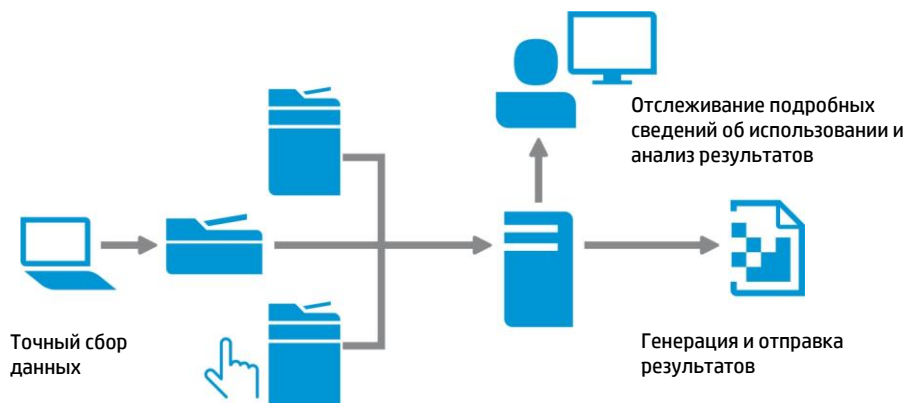 Отслеживание подробных
сведений об использовании и
анализ результатов
Точный сбор
данных
Генерация и отправка
результатов